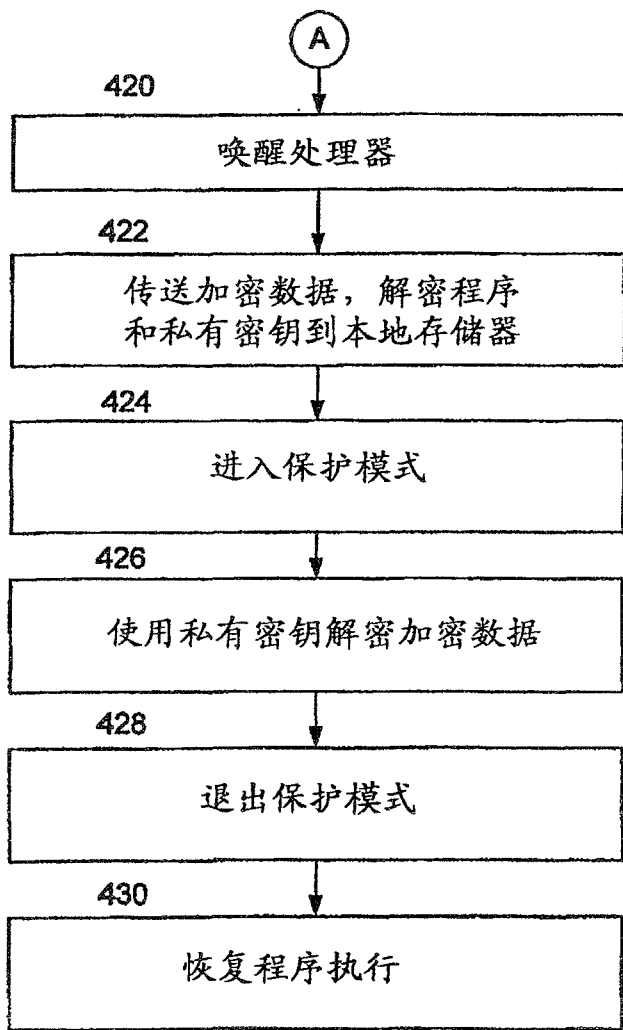 A
420
唤醒处理器
422
传送加密数据，解密程序
和私有密钥到本地存储器
424
进入保护模式
426
使用私有密钥解密加密数据
428
退出保护模式
430
恢复程序执行